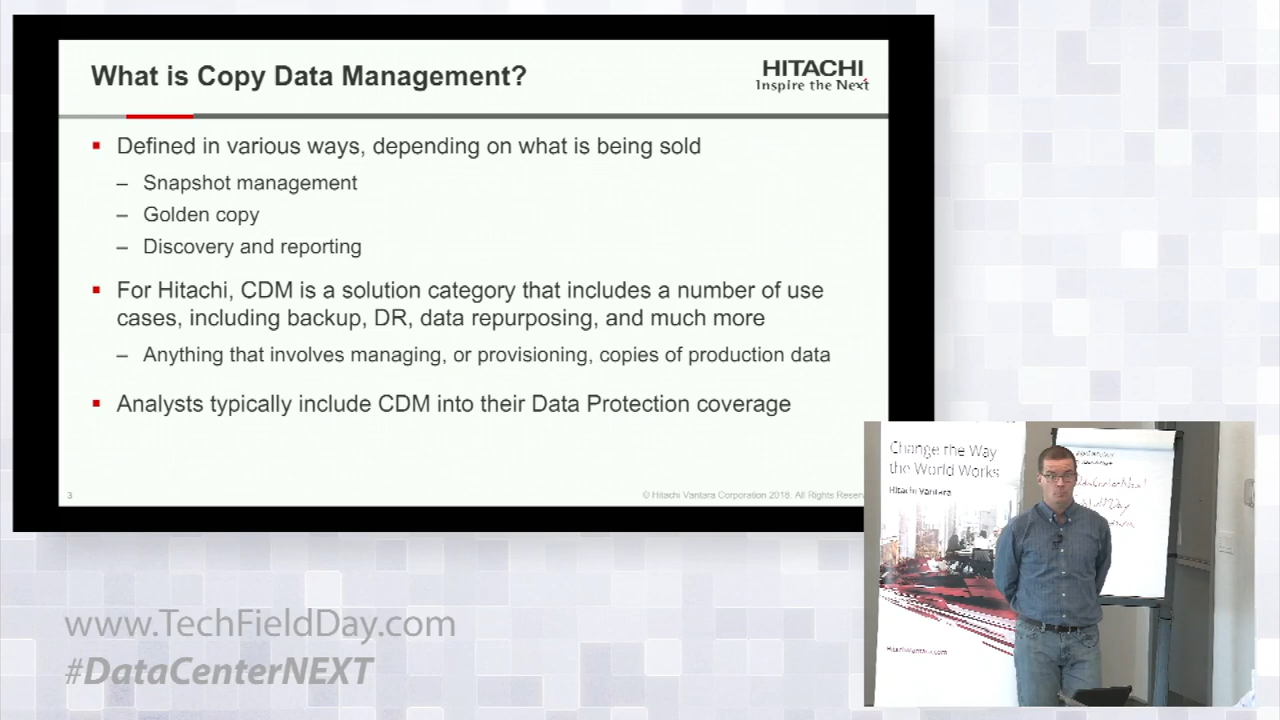 What is Copy Data Management?
HITACHI
Inspire the Next
▪ Defined in various ways, depending on what is being sold
– Snapshot management
– Golden copy
– Discovery and reporting
▪ For Hitachi, CDM is a solution category that includes a number of use
cases, including backup, DR, data repurposing, and much more
– Anything that involves managing, or provisioning, copies of production data
▪ Analysts typically include CDM into their Data Protection coverage
3
© Hitachi Vantara Corporation 2018. All Rights Reser
Change the Way
the World Works
Hitachi Vantara
www.TechFieldDay.com
#DataCenterNEXT